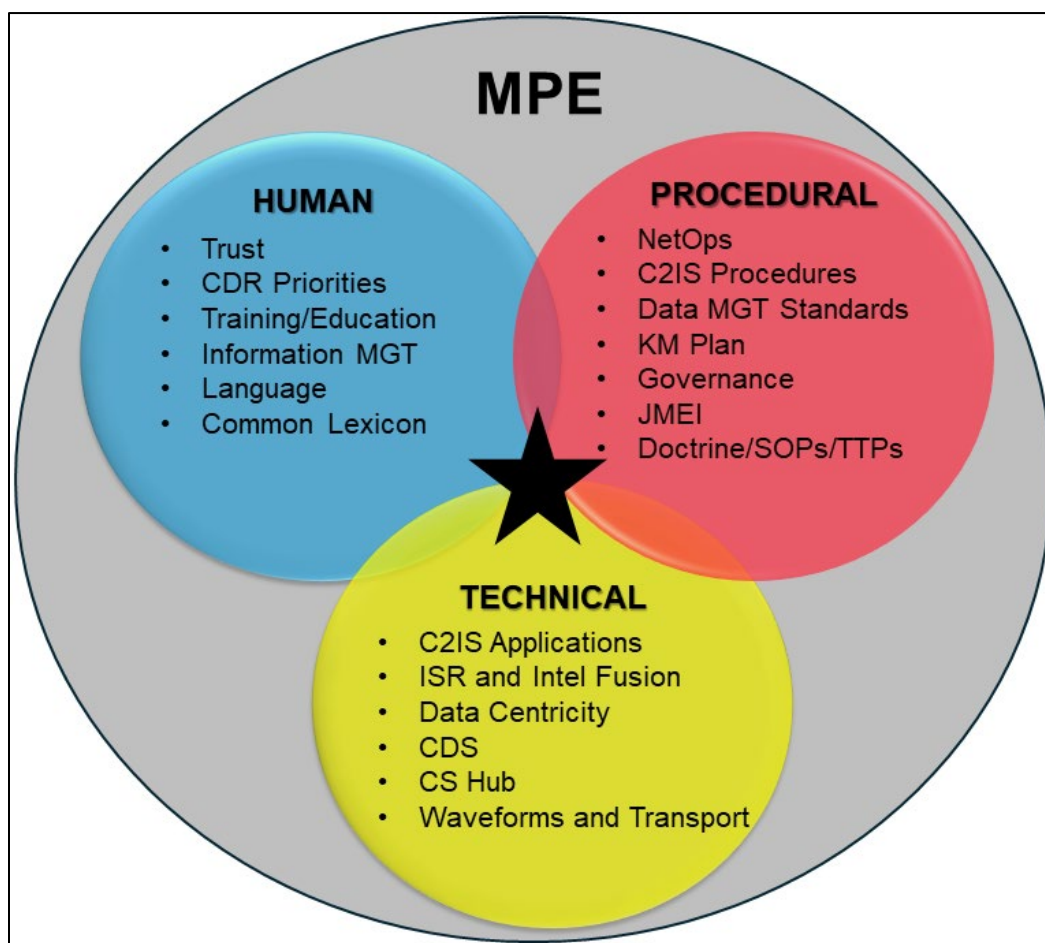 MPE
HUMAN
• Trust
• CDR Priorities
• Training/Education
• Information MGT
• Language
• Common Lexicon
PROCEDURAL
• NetOps
• C2IS Procedures
• Data MGT Standards
• KM Plan
• Governance
• JMEI
• Doctrine/SOPs/TTPs
TECHNICAL
• C2IS Applications
• ISR and Intel Fusion
• Data Centricity
• CDS
• CS Hub
• Waveforms and Transport